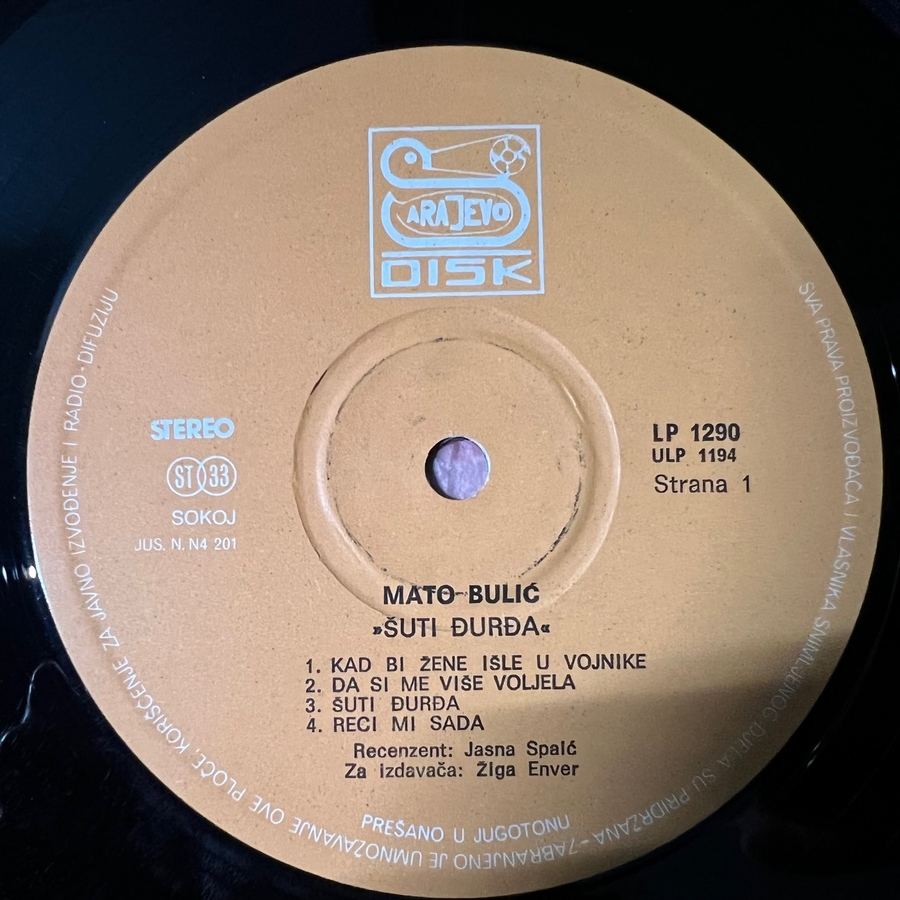 SARAJEVO
DISK
STEREO
ST 33
SOKOJ
JUS. N. N4 201
LP 1290
ULP 1194
Strana 1
MATO BULIĆ
»ŠUTI ĐURĐA«
1. KAD BI ŽENE IŠLE U VOJNIKE
2. DA SI ME VIŠE VOLJELA
3. ŠUTI ĐURĐA
4. RECI MI SADA
Recenzent: Jasna Spaić
Za izdavača: Žiga Enver
PREŠANO U JUGOTONU
SVA PRAVA PROIZVOĐAČA I VLASNIKA SNIMLJENOG DJELA SU PRIDRŽANA - ZABRANJENO JE UMNOŽAVANJE OVE PLOČE, KORIŠĆENJE ZA JAVNO IZVOĐENJE I RADIO-DIFUZIJU